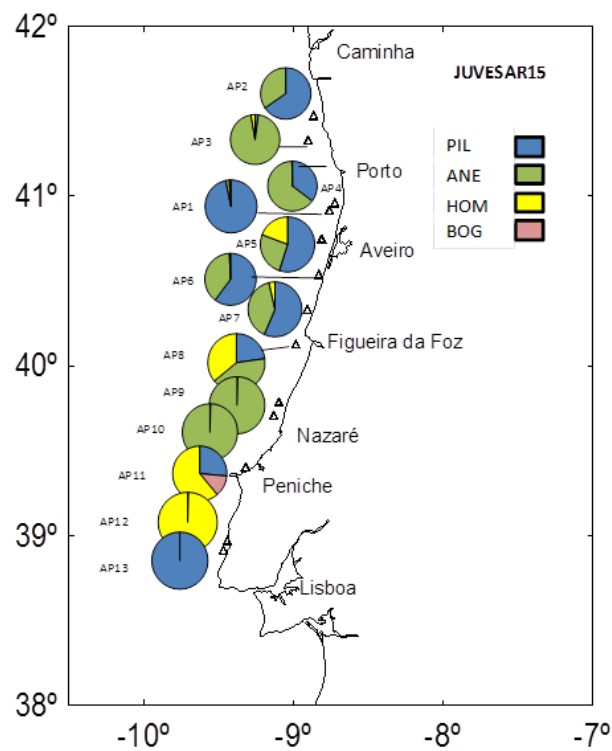 42º
Caminha
JUVESAR15
AP2
PIL
AP3
ANE
HOM
BOG
41º
Porto
AP4
AP1
AP5
Aveiro
AP6
AP7
40º
Figueira da Foz
AP8
AP9
AP10
Nazaré
AP11
Peniche
39º
AP12
AP13
Lisboa
38º
-10º
-9º
-8º
-7º